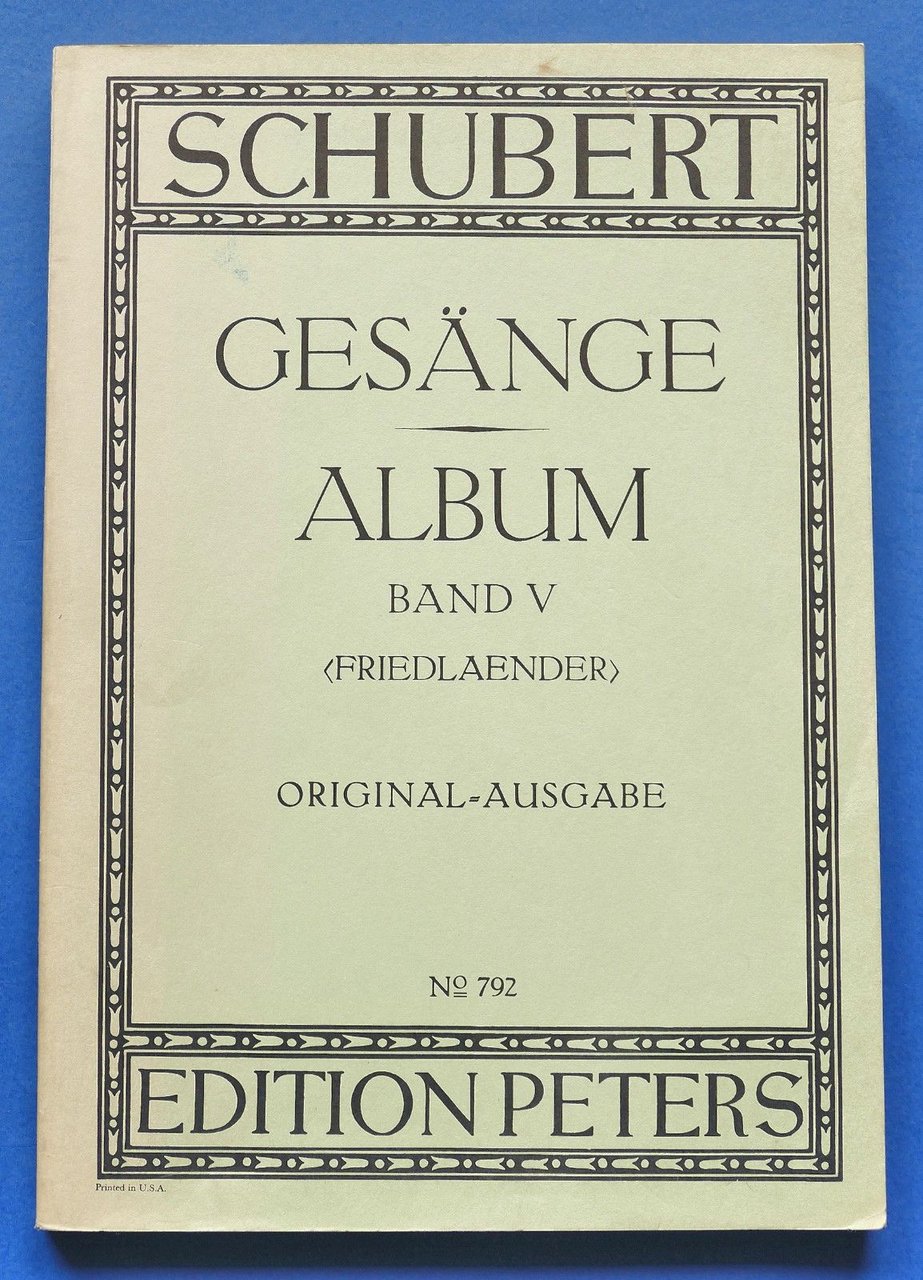 SCHUBERT
GESÄNGE
ALBUM
BAND V
〈FRIEDLAENDER〉
ORIGINAL=AUSGABE
Nº 792
EDITION PETERS
Printed in U.S.A.